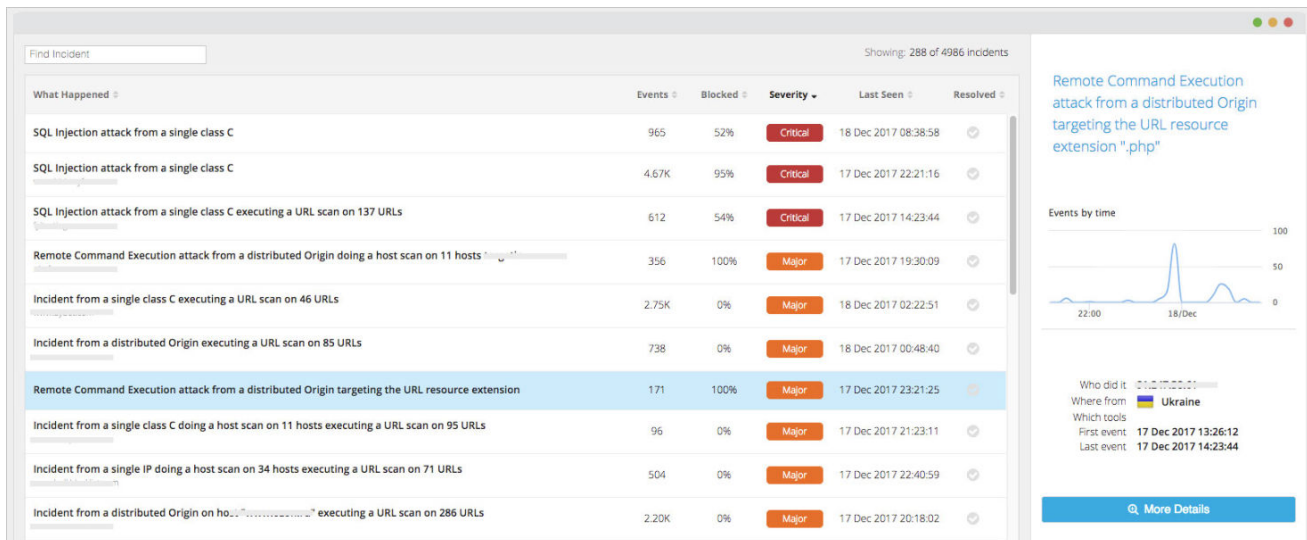 Find Incident
Showing: 288 of 4986 incidents
What Happened Events Blocked Severity Last Seen Resolved
SQL Injection attack from a single class C 965 52% Critical 18 Dec 2017 08:38:58
SQL Injection attack from a single class C 4.67K 95% Critical 17 Dec 2017 22:21:16
SQL Injection attack from a single class C executing a URL scan on 137 URLs 612 54% Critical 17 Dec 2017 14:23:44
Remote Command Execution attack from a distributed Origin doing a host scan on 11 hosts 356 100% Major 17 Dec 2017 19:30:09
Incident from a single class C executing a URL scan on 46 URLs 2.75K 0% Major 18 Dec 2017 02:22:51
Incident from a distributed Origin executing a URL scan on 85 URLs 738 0% Major 18 Dec 2017 00:48:40
Remote Command Execution attack from a distributed Origin targeting the URL resource extension 171 100% Major 17 Dec 2017 23:21:25
Incident from a single class C doing a host scan on 11 hosts executing a URL scan on 95 URLs 96 0% Major 17 Dec 2017 21:23:11
Incident from a single IP doing a host scan on 34 hosts executing a URL scan on 71 URLs 504 0% Major 17 Dec 2017 22:40:59
Incident from a distributed Origin on executing a URL scan on 286 URLs 2.20K 0% Major 17 Dec 2017 20:18:02
Remote Command Execution
attack from a distributed Origin
targeting the URL resource
extension ".php"
Events by time
100
50
0
22:00 18/Dec
Who did it
Where from Ukraine
Which tools
First event 17 Dec 2017 13:26:12
Last event 17 Dec 2017 14:23:44
More Details